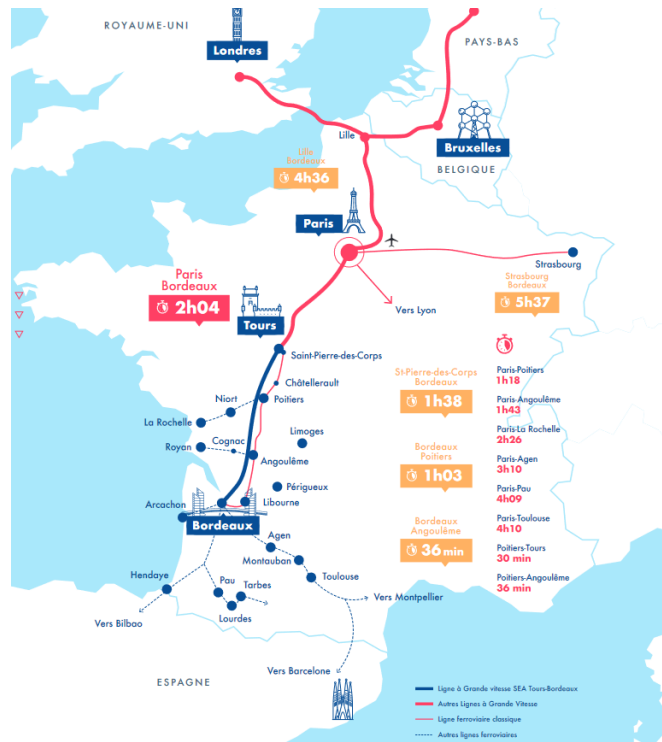 ROYAUME-UNI
Londres
PAYS-BAS
Lille
Bruxelles
BELGIQUE
Lille
Bordeaux
4h36
Paris
Strasbourg
Paris
Bordeaux
2h04
Strasbourg
Bordeaux
5h37
Vers Lyon
Tours
Saint-Pierre-des-Corps
Châtellerault
Poitiers
Niort
La Rochelle
Cognac
Royan
Angoulême
Limoges
Périgueux
Libourne
Arcachon
Bordeaux
St-Pierre-des-Corps
Bordeaux
1h38
Bordeaux
Poitiers
1h03
Bordeaux
Angoulême
36 min
Paris-Poitiers
1h18
Paris-Angoulême
1h43
Paris-La Rochelle
2h26
Paris-Agen
3h10
Paris-Pau
4h09
Paris-Toulouse
4h10
Poitiers-Tours
30 min
Poitiers-Angoulême
36 min
Agen
Montauban
Toulouse
Hendaye
Pau
Tarbes
Lourdes
Vers Bilbao
Vers Montpellier
Vers Barcelone
ESPAGNE
Ligne à Grande vitesse SEA Tours-Bordeaux
Autres Lignes à Grande Vitesse
Ligne ferroviaire classique
Autres lignes ferroviaires